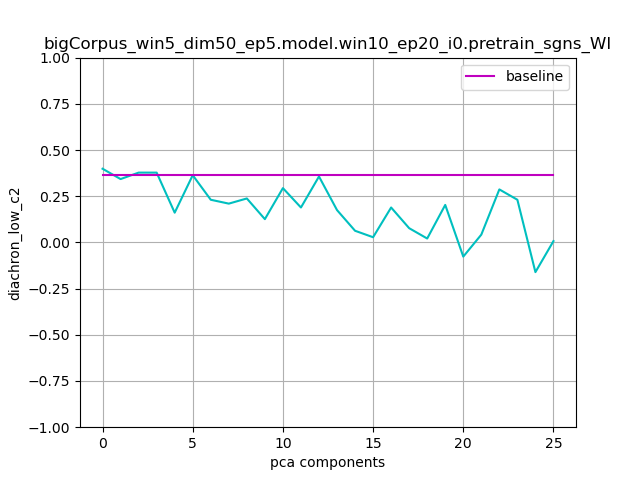 bigCorpus_win5_dim50_ep5.model.win10_ep20_i0.pretrain_sgns_WI
baseline
1.00
0.75
0.50
0.25
0.00
−0.25
−0.50
−0.75
−1.00
diachron_low_c2
0 5 10 15 20 25
pca components